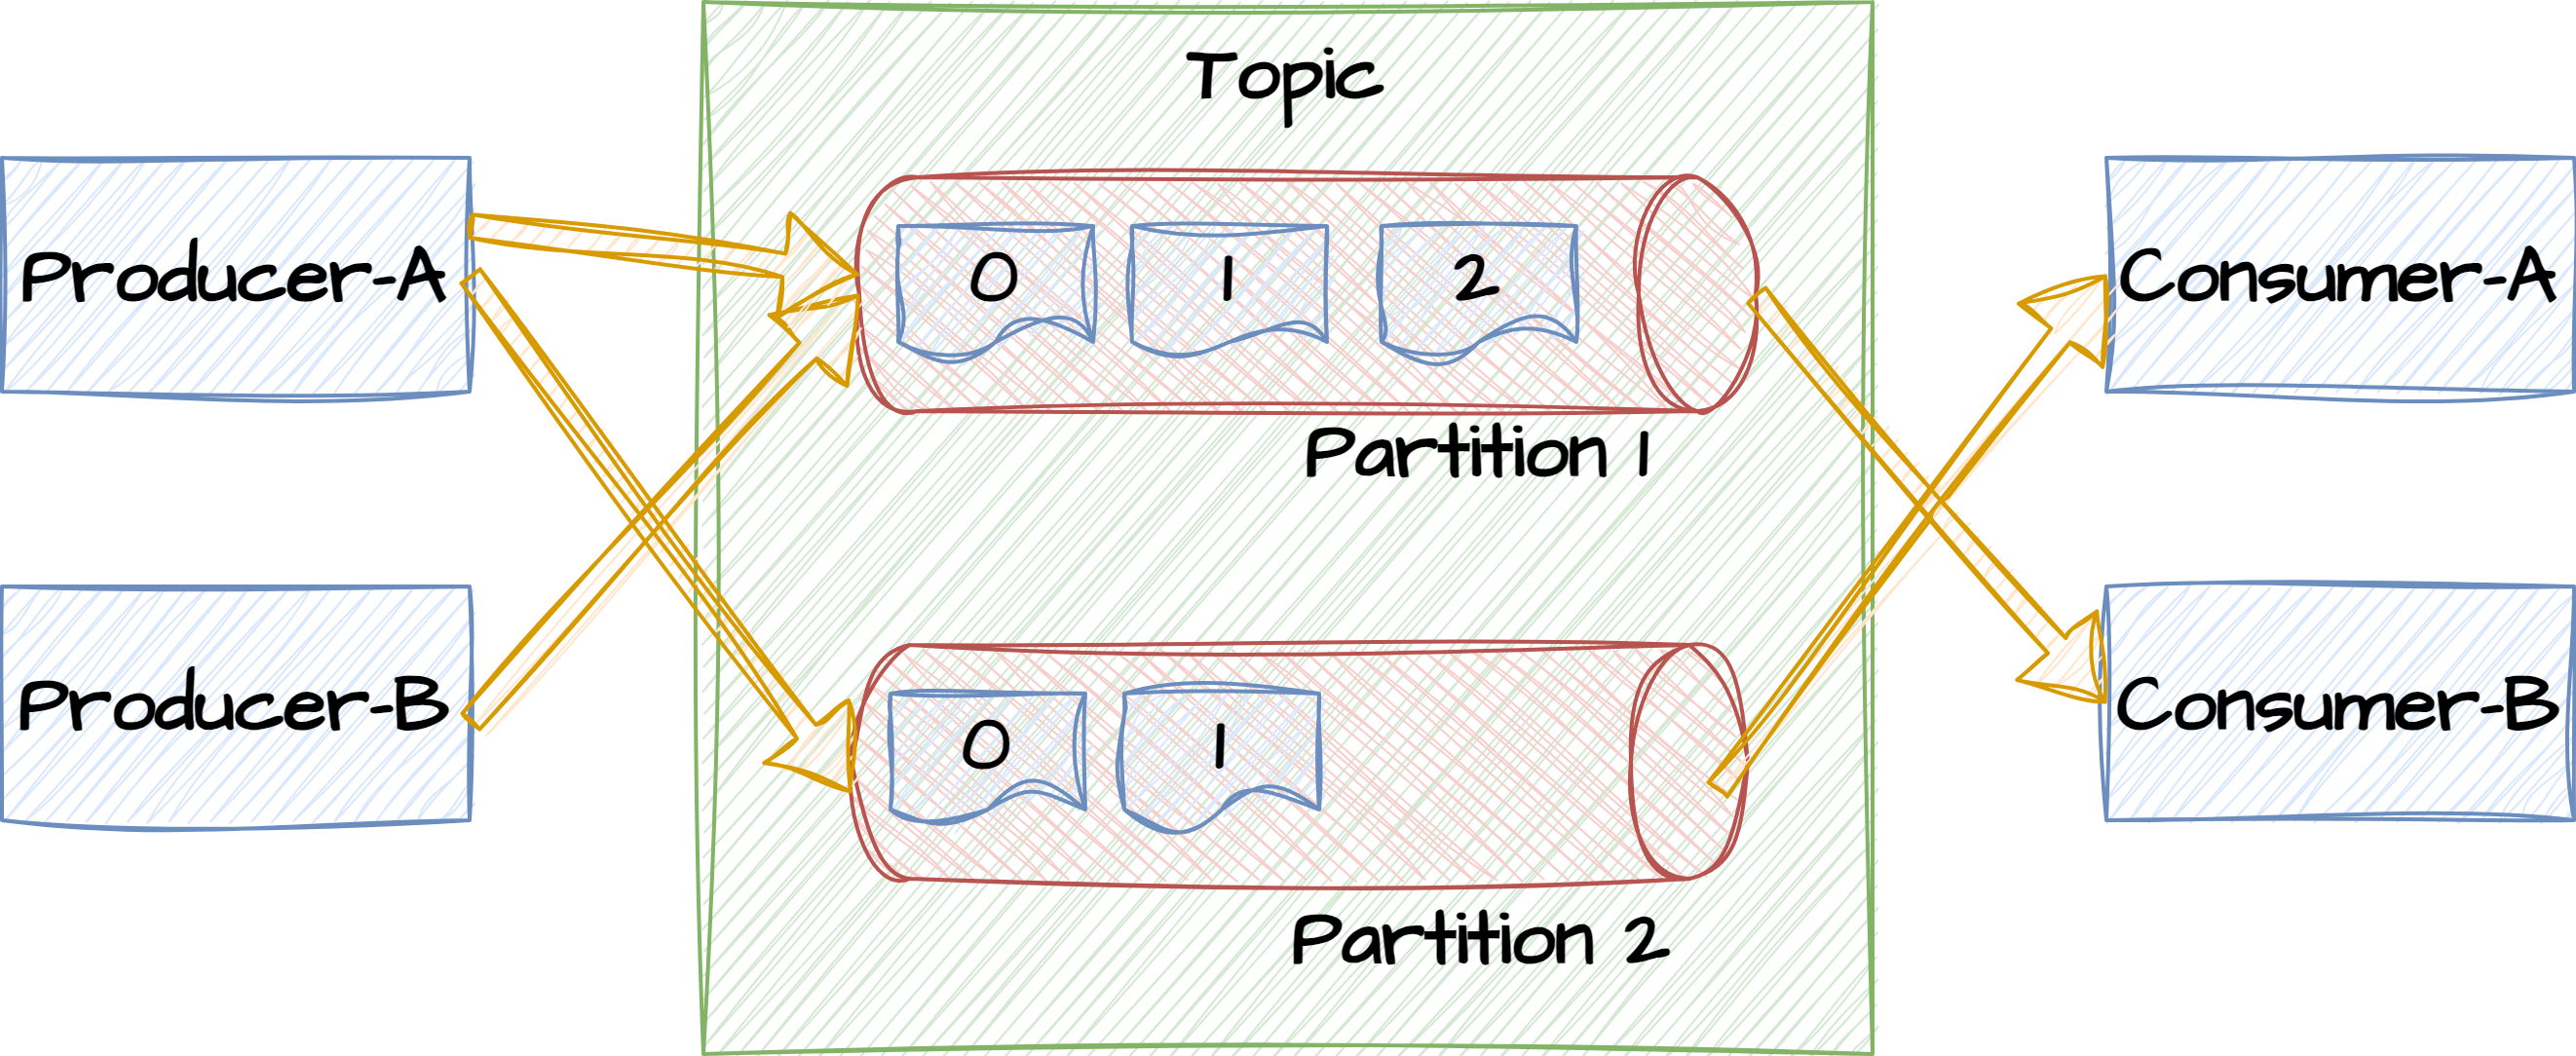 Topic
Producer-A
0
1
2
Consumer-A
Partition 1
Producer-B
0
1
Consumer-B
Partition 2